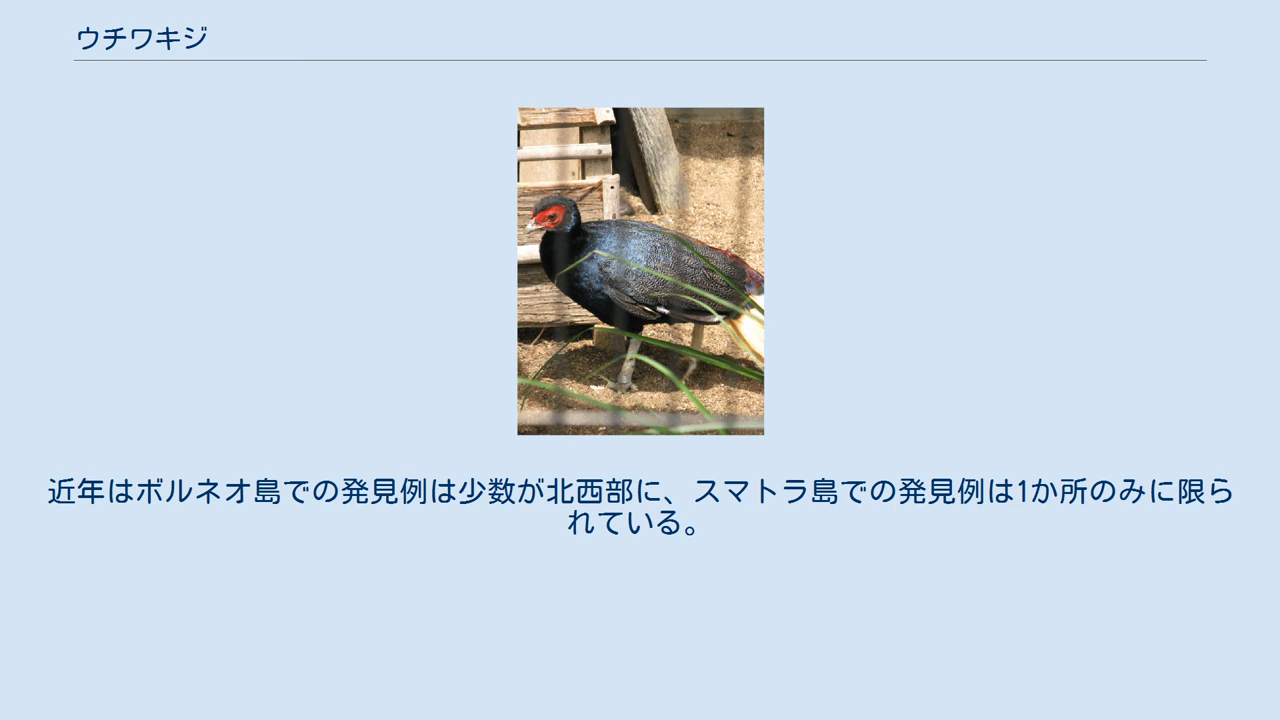 ウチワキジ
近年はボルネオ島での発見例は少数が北西部に、スマトラ島での発見例は1か所のみに限ら
れている。